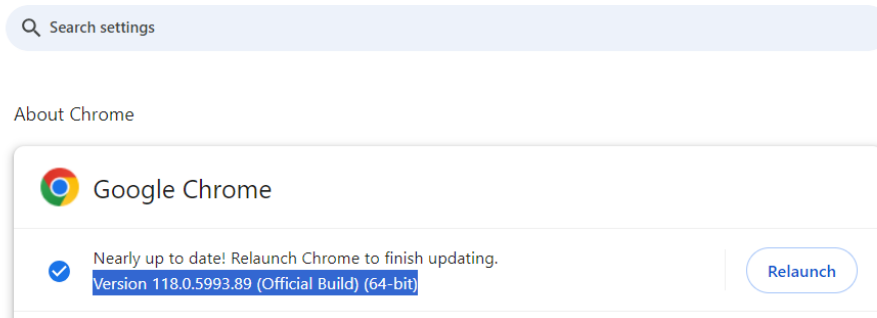 Search settings
About Chrome
Google Chrome
Nearly up to date! Relaunch Chrome to finish updating.
Version 118.0.5993.89 (Official Build) (64-bit)
Relaunch